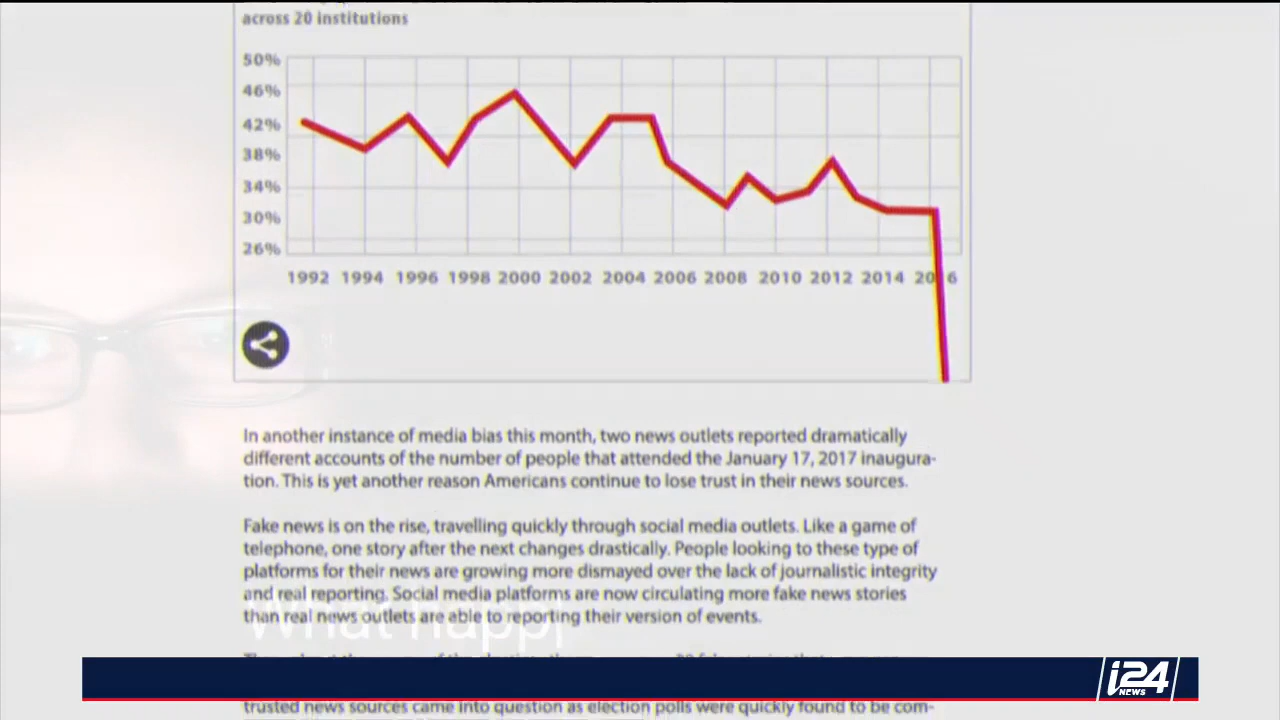 across 20 institutions
50%
46%
42%
38%
34%
30%
26%
1992 1994 1996 1998 2000 2002 2004 2006 2008 2010 2012 2014 2016
In another instance of media bias this month, two news outlets reported dramatically
different accounts of the number of people that attended the January 17, 2017 inaugura-
tion. This is yet another reason Americans continue to lose trust in their news sources.
Fake news is on the rise, travelling quickly through social media outlets. Like a game of
telephone, one story after the next changes drastically. People looking to these type of
platforms for their news are growing more dismayed over the lack of journalistic integrity
and real reporting. Social media platforms are now circulating more fake news stories
What happ
than real news outlets are able to reporting their version of events.
i24
NEWS
trusted news sources came into question as election polls were quickly found to be com-